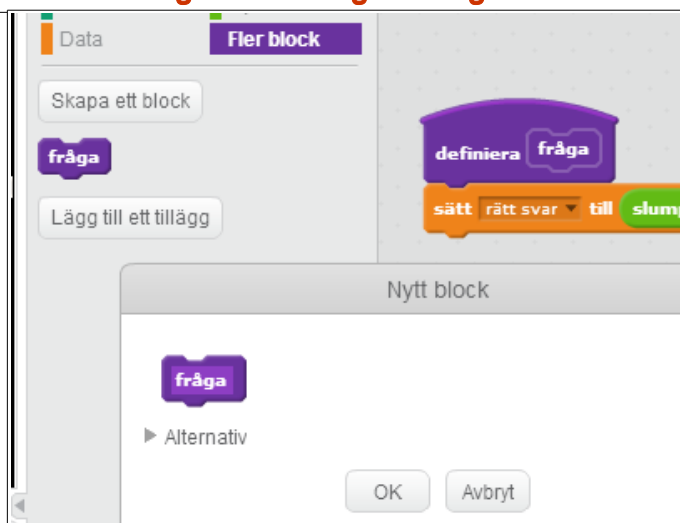 Data
Fler block
Skapa ett block
fråga
Lägg till ett tillägg
definiera fråga
sätt rätt svar till
Nytt block
fråga
Alternativ
OK
Avbryt